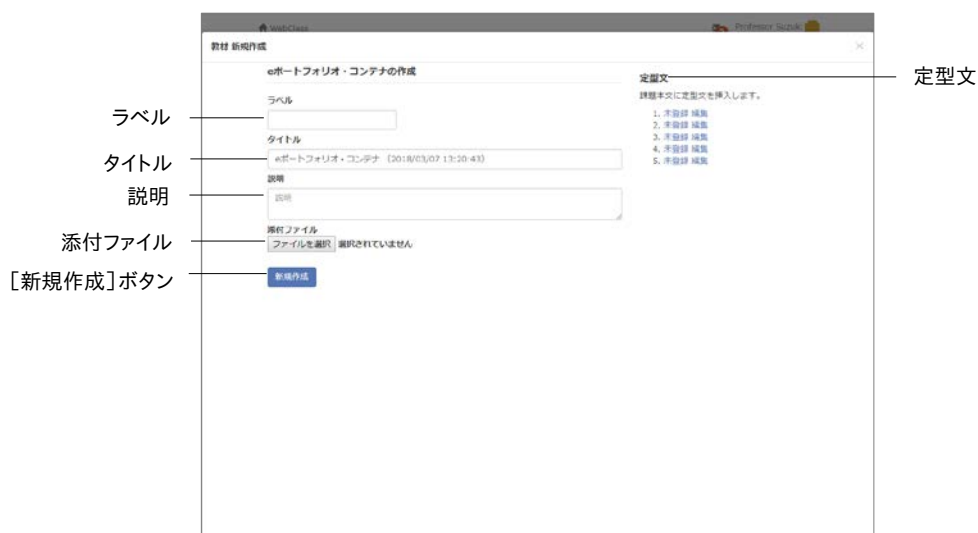 WebClass
Professor Suzuki
教材 新規作成
×
eポートフォリオ・コンテナの作成
ラベル
タイトル
eポートフォリオ・コンテナ (2018/03/07 13:20:43)
説明
説明
添付ファイル
ファイルを選択 選択されていません
新規作成
定型文
課題本文に定型文を挿入します。
1. 未登録 編集
2. 未登録 編集
3. 未登録 編集
4. 未登録 編集
5. 未登録 編集
ラベル
タイトル
説明
添付ファイル
[新規作成]ボタン
定型文